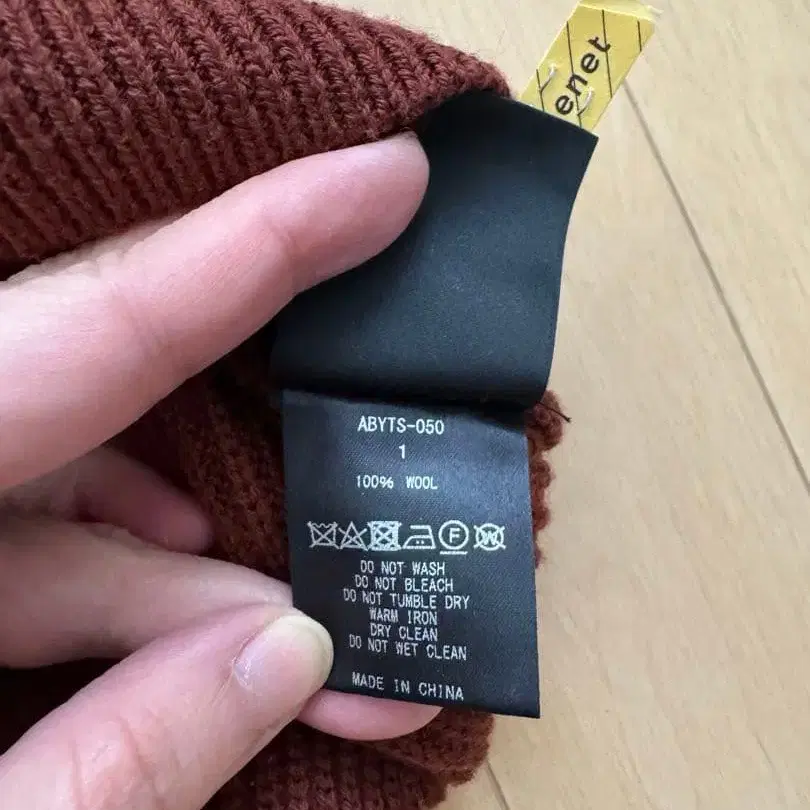 enet
ABYTS-050
1
100% WOOL
F W
DO NOT WASH
DO NOT BLEACH
DO NOT TUMBLE DRY
WARM IRON
DRY CLEAN
DO NOT WET CLEAN
MADE IN CHINA